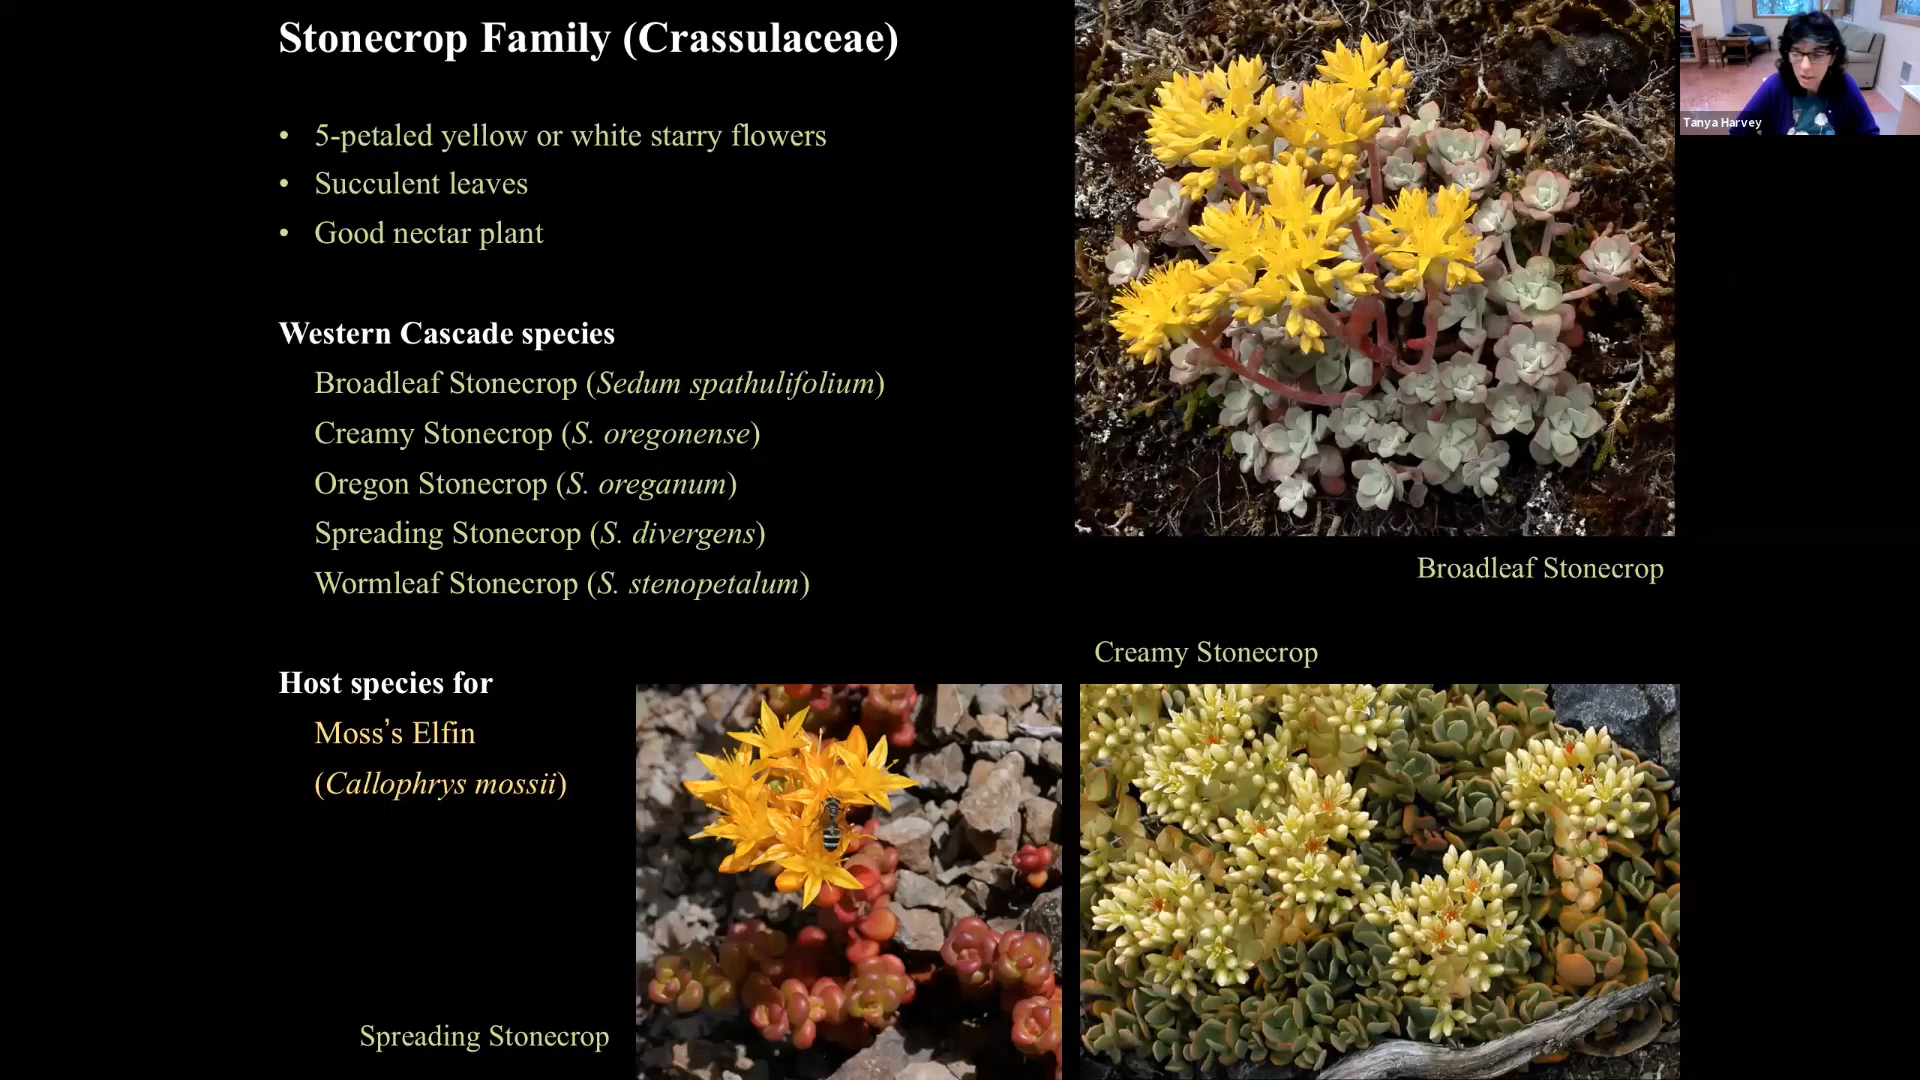 Stonecrop Family (Crassulaceae)
• 5-petaled yellow or white starry flowers
• Succulent leaves
• Good nectar plant
Western Cascade species
Broadleaf Stonecrop (Sedum spathulifolium)
Creamy Stonecrop (S. oregonense)
Oregon Stonecrop (S. oreganum)
Spreading Stonecrop (S. divergens)
Wormleaf Stonecrop (S. stenopetalum)
Host species for
Moss’s Elfin
(Callophrys mossii)
Spreading Stonecrop
Broadleaf Stonecrop
Creamy Stonecrop
Tanya Harvey